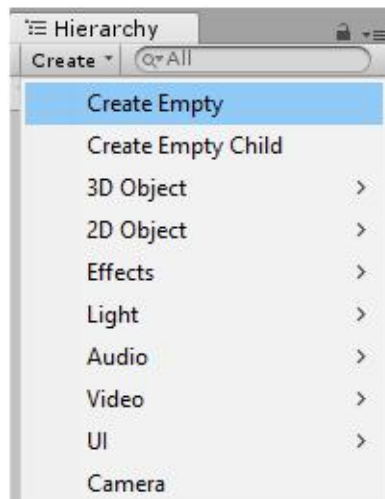 Hierarchy
Create All
Create Empty
Create Empty Child
3D Object
2D Object
Effects
Light
Audio
Video
UI
Camera